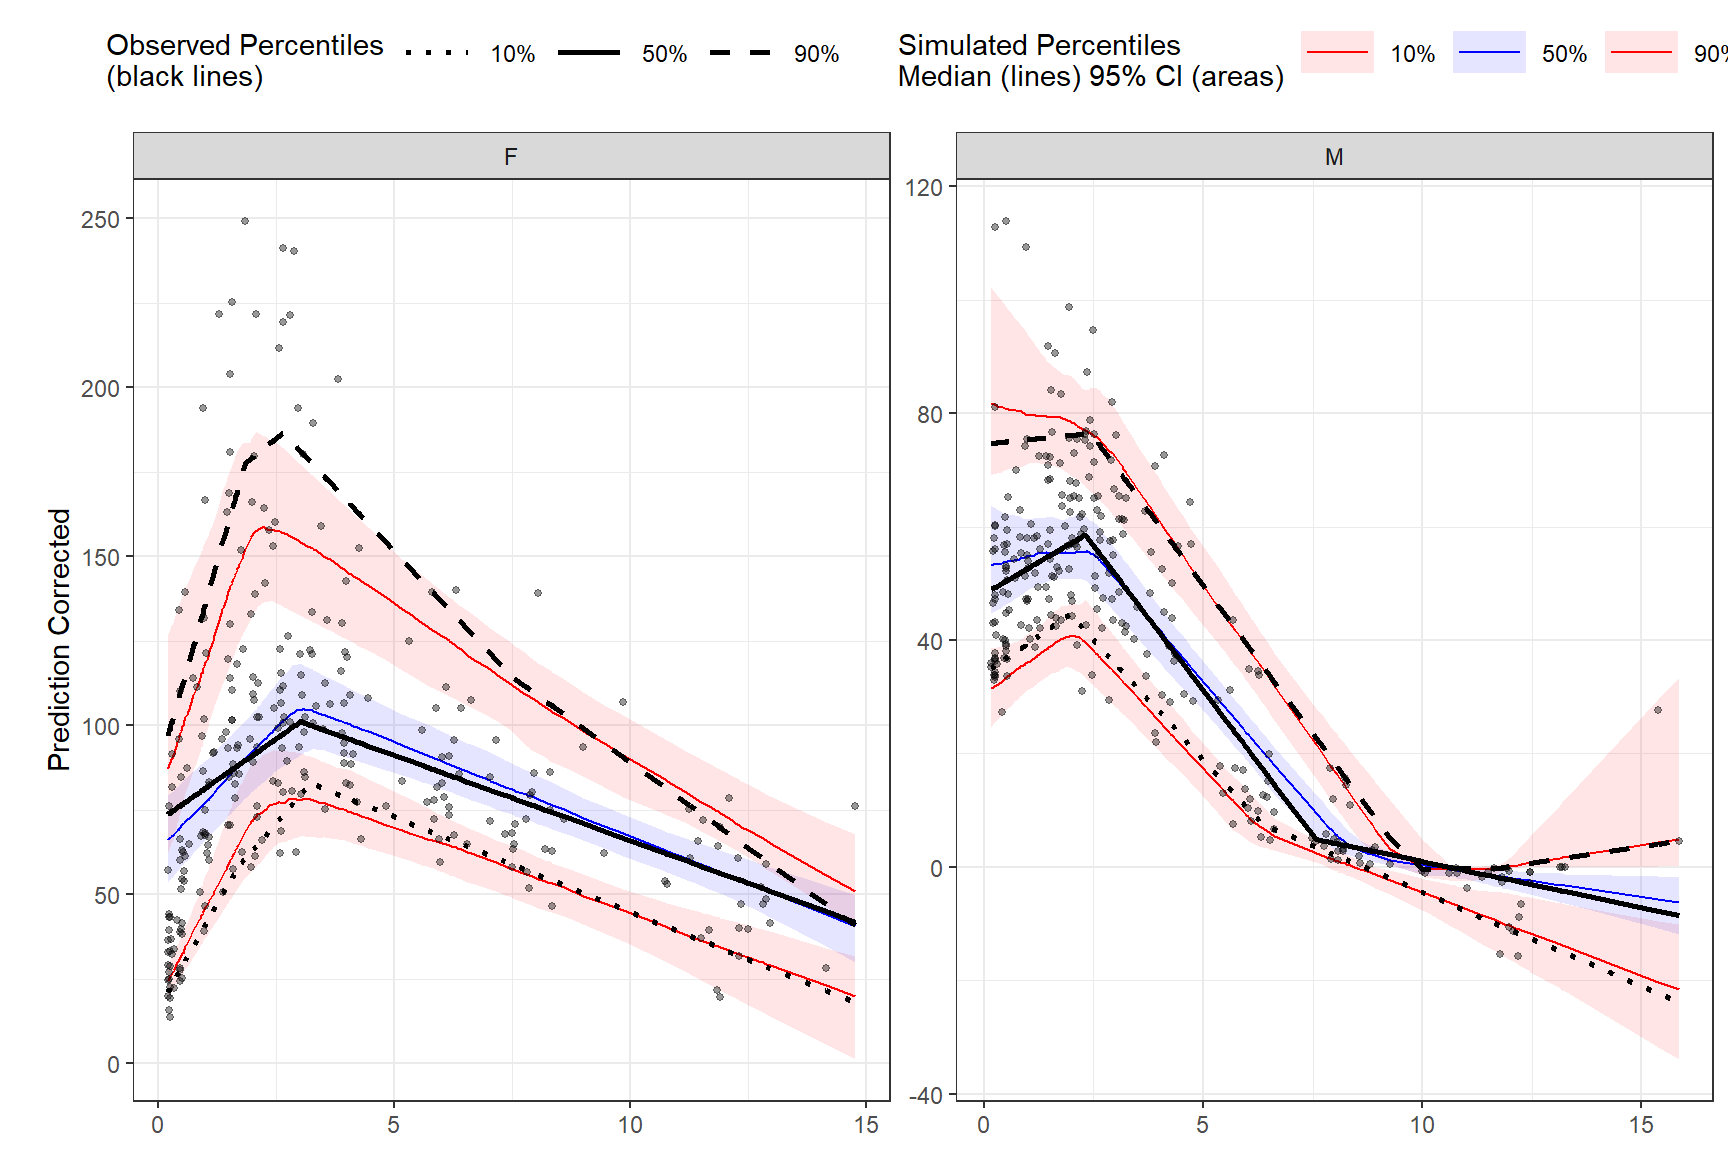 Observed Percentiles
(black lines)
10% 50% 90%
Simulated Percentiles
Median (lines) 95% CI (areas)
10% 50% 90
F M
Prediction Corrected
250
200
150
100
50
0
0 5 10 15
120
80
40
0
-40
0 5 10 15